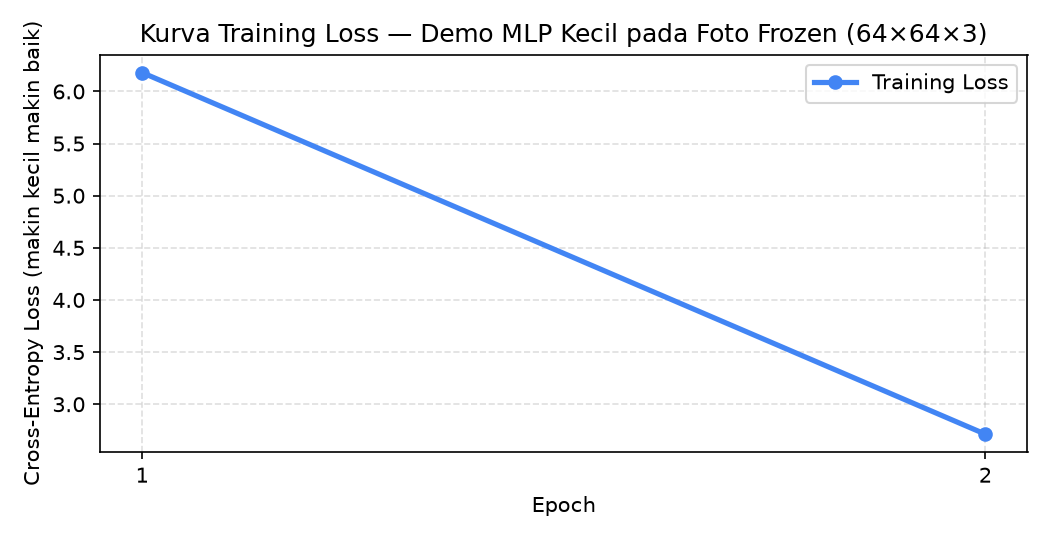 Kurva Training Loss — Demo MLP Kecil pada Foto Frozen (64×64×3)
Cross-Entropy Loss (makin kecil makin baik)
Training Loss
6.0
5.5
5.0
4.5
4.0
3.5
3.0
1
2
Epoch